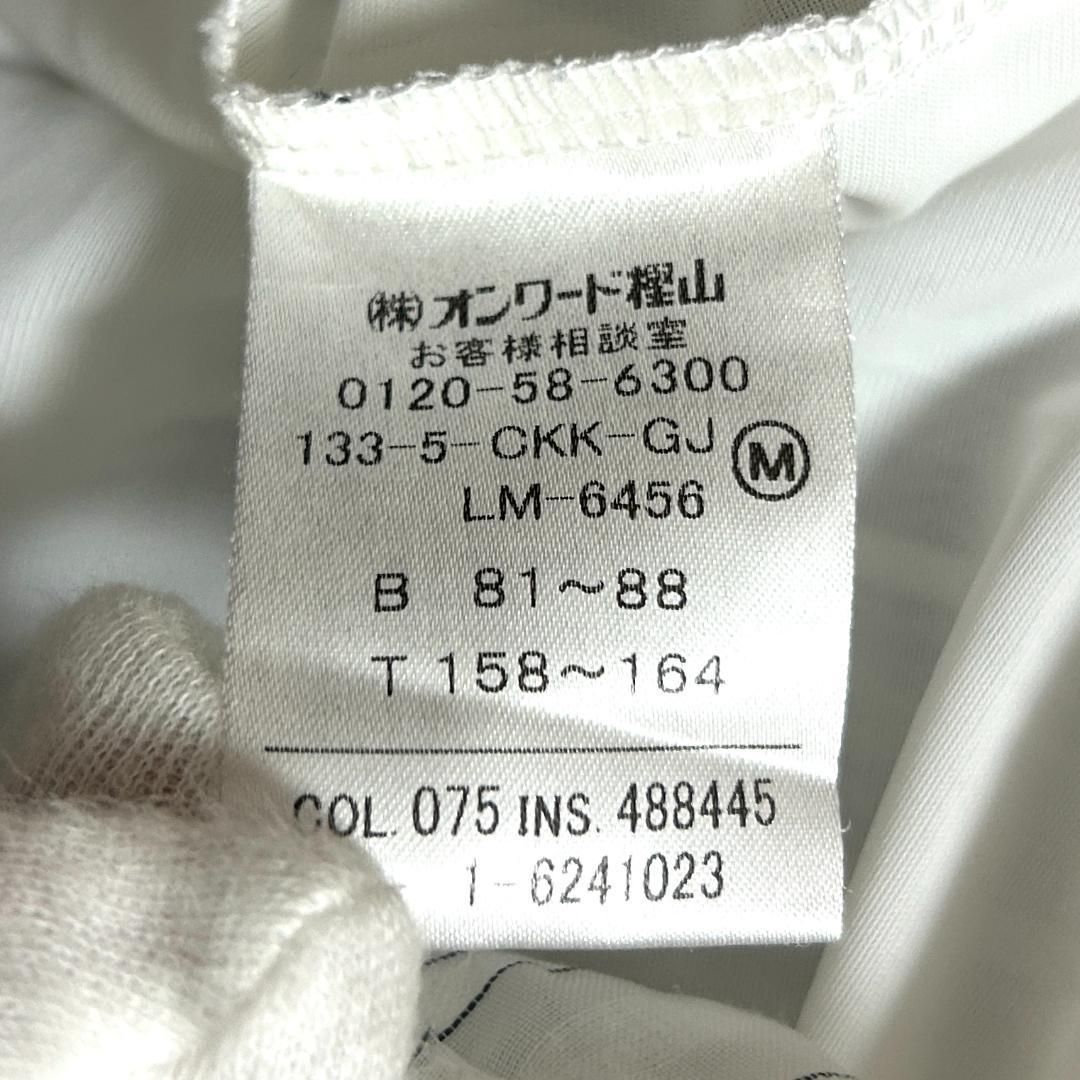 (株)オンワード樫山
お客様相談室
0120-58-6300
133-5-CKK-GJ Ⓜ
LM-6456
B 81〜88
T 158〜164
COL. 075 INS. 488445
1-6241023